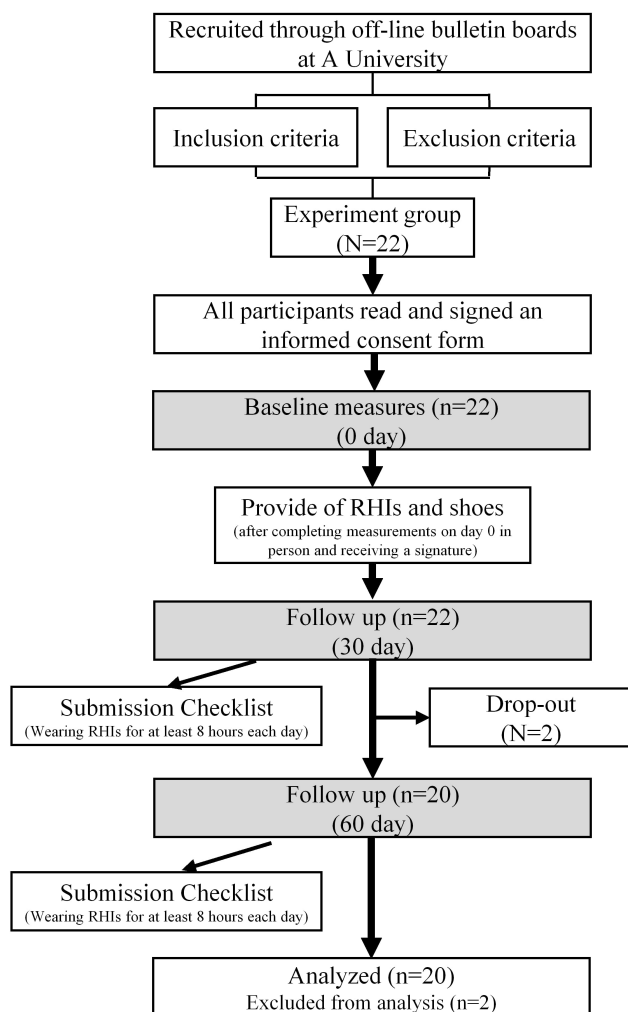 Recruited through off-line bulletin boards
at A University
Inclusion criteria
Exclusion criteria
Experiment group
(N=22)
All participants read and signed an
informed consent form
Baseline measures (n=22)
(0 day)
Provide of RHIs and shoes
(after completing measurements on day 0 in
person and receiving a signature)
Follow up (n=22)
(30 day)
Submission Checklist
(Wearing RHIs for at least 8 hours each day)
Drop-out
(N=2)
Follow up (n=20)
(60 day)
Submission Checklist
(Wearing RHIs for at least 8 hours each day)
Analyzed (n=20)
Excluded from analysis (n=2)